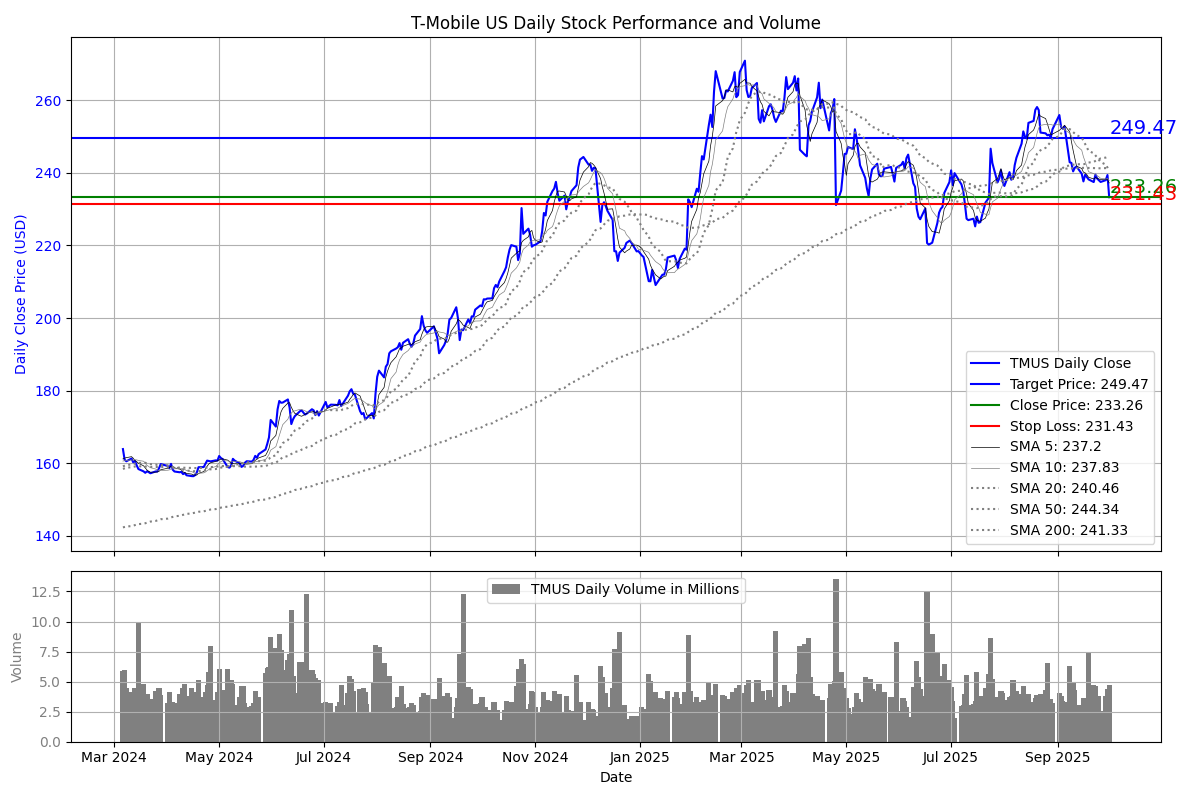 T-Mobile US Daily Stock Performance and Volume
Daily Close Price (USD)
260
240
220
200
180
160
140
249.47
233.26
231.43
TMUS Daily Close
Target Price: 249.47
Close Price: 233.26
Stop Loss: 231.43
SMA 5: 237.2
SMA 10: 237.83
SMA 20: 240.46
SMA 50: 244.34
SMA 200: 241.33
Volume
12.5
10.0
7.5
5.0
2.5
0.0
TMUS Daily Volume in Millions
Mar 2024
May 2024
Jul 2024
Sep 2024
Nov 2024
Jan 2025
Mar 2025
May 2025
Jul 2025
Sep 2025
Date